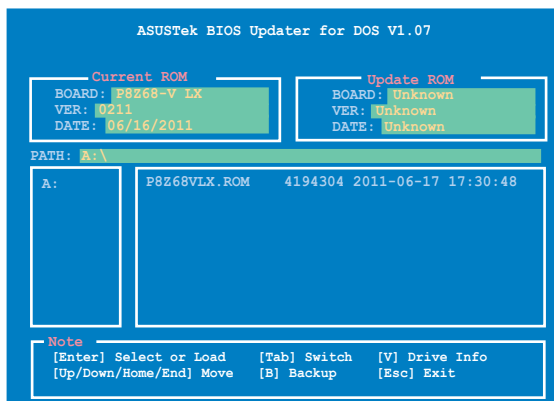 ASUSTek BIOS Updater for DOS V1.07
Current ROM
BOARD: P8Z68-V LX
VER: 0211
DATE: 06/16/2011
Update ROM
BOARD: Unknown
VER: Unknown
DATE: Unknown
PATH: A:\
A:
P8Z68VLX.ROM 4194304 2011-06-17 17:30:48
Note
[Enter] Select or Load [Tab] Switch [V] Drive Info
[Up/Down/Home/End] Move [B] Backup [Esc] Exit